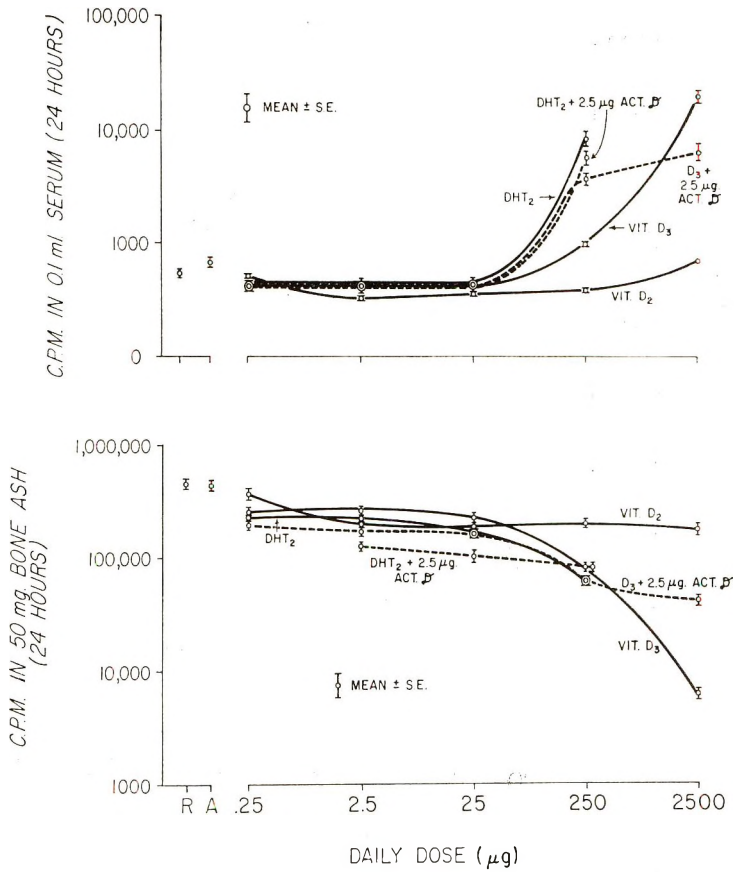 100,000
10,000
1000
0
C.P.M. IN 0.1 ml SERUM (24 HOURS)
MEAN ± S.E.
DHT2 + 2.5 µg ACT. D
DHT2
D3 +
2.5 µg
ACT D
VIT. D3
VIT. D2
1,000,000
100,000
10,000
1000
C.P.M. IN 50 mg. BONE ASH
(24 HOURS)
VIT. D2
DHT2
DHT2 + 2.5 µg.
ACT. D
D3 + 2.5 µg. ACT. D
VIT. D3
MEAN ± S.E.
R A .25 2.5 25 250 2500
DAILY DOSE (µg)